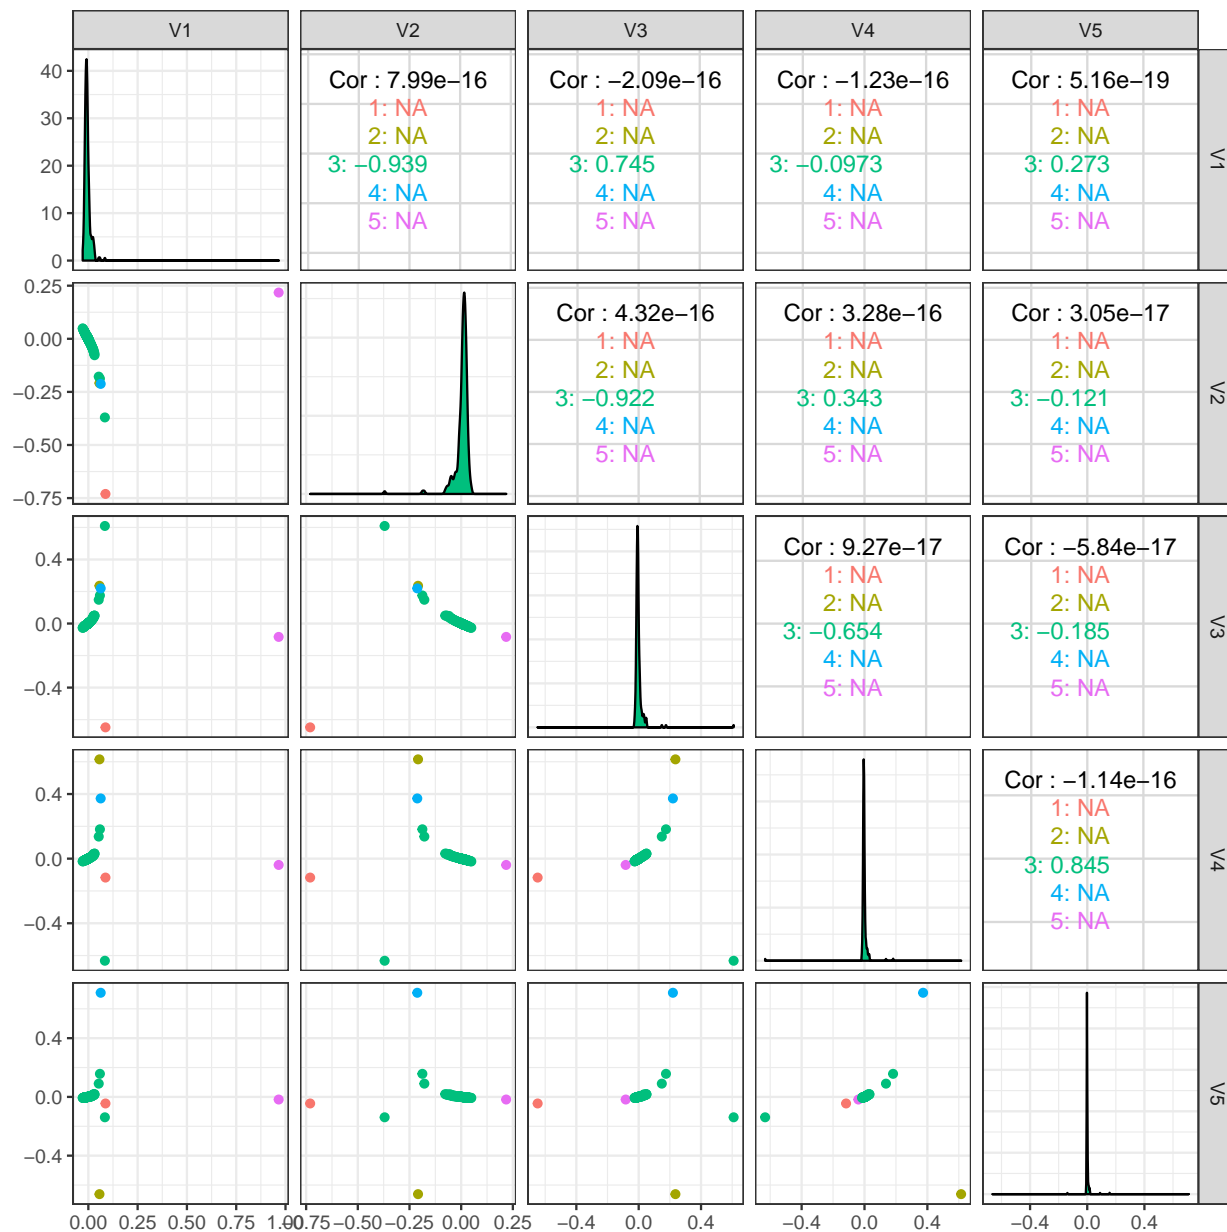 V1 V2 V3 V4 V5
40
30
20
10
0
Cor : 7.99e−16
1: NA
2: NA
3: −0.939
4: NA
5: NA
Cor : −2.09e−16
1: NA
2: NA
3: 0.745
4: NA
5: NA
Cor : −1.23e−16
1: NA
2: NA
3: −0.0973
4: NA
5: NA
Cor : 5.16e−19
1: NA
2: NA
3: 0.273
4: NA
5: NA
V1
0.25
0.00
−0.25
−0.50
−0.75
Cor : 4.32e−16
1: NA
2: NA
3: −0.922
4: NA
5: NA
Cor : 3.28e−16
1: NA
2: NA
3: 0.343
4: NA
5: NA
Cor : 3.05e−17
1: NA
2: NA
3: −0.121
4: NA
5: NA
V2
0.4
0.0
−0.4
Cor : 9.27e−17
1: NA
2: NA
3: −0.654
4: NA
5: NA
Cor : −5.84e−17
1: NA
2: NA
3: −0.185
4: NA
5: NA
V3
0.4
0.0
−0.4
Cor : −1.14e−16
1: NA
2: NA
3: 0.845
4: NA
5: NA
V4
0.4
0.0
−0.4
V5
0.00 0.25 0.50 0.75 1.00 −0.75 −0.50 −0.25 0.00 0.25 −0.4 0.0 0.4 −0.4 0.0 0.4 −0.4 0.0 0.4